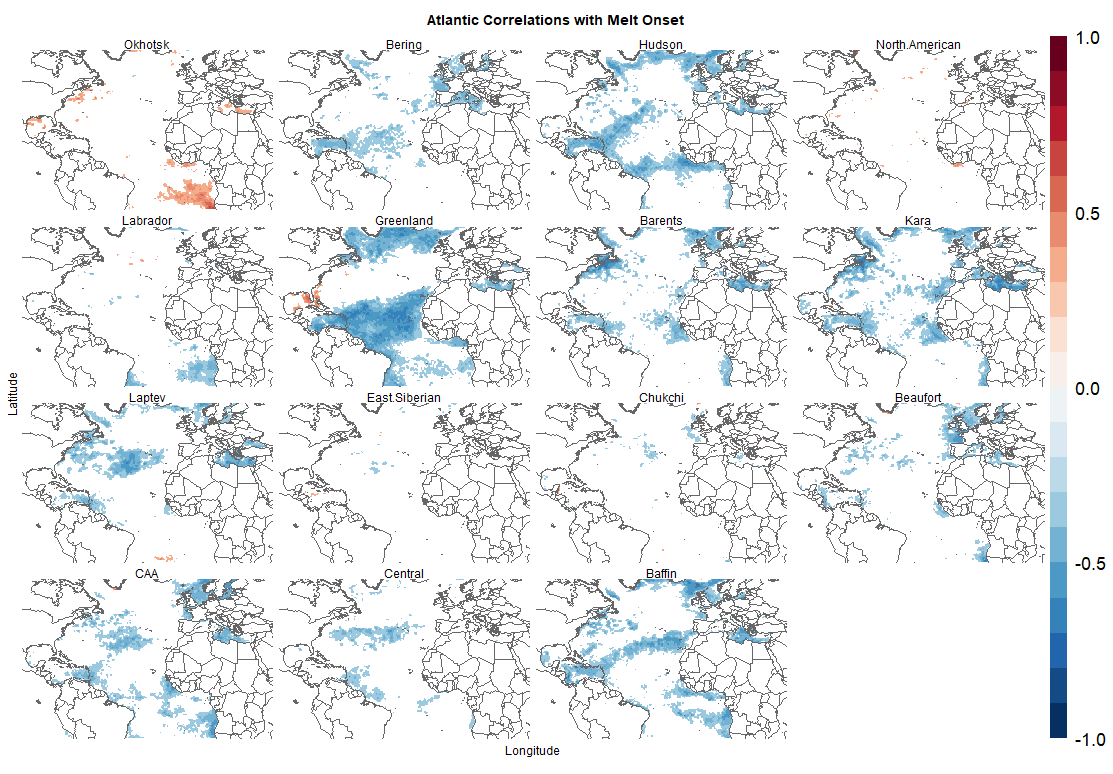 Atlantic Correlations with Melt Onset
Okhotsk
Bering
Hudson
North.American
Labrador
Greenland
Barents
Kara
Laptev
East.Siberian
Chukchi
Beaufort
CAA
Central
Baffin
Latitude
Longitude
1.0
0.5
0.0
-0.5
-1.0